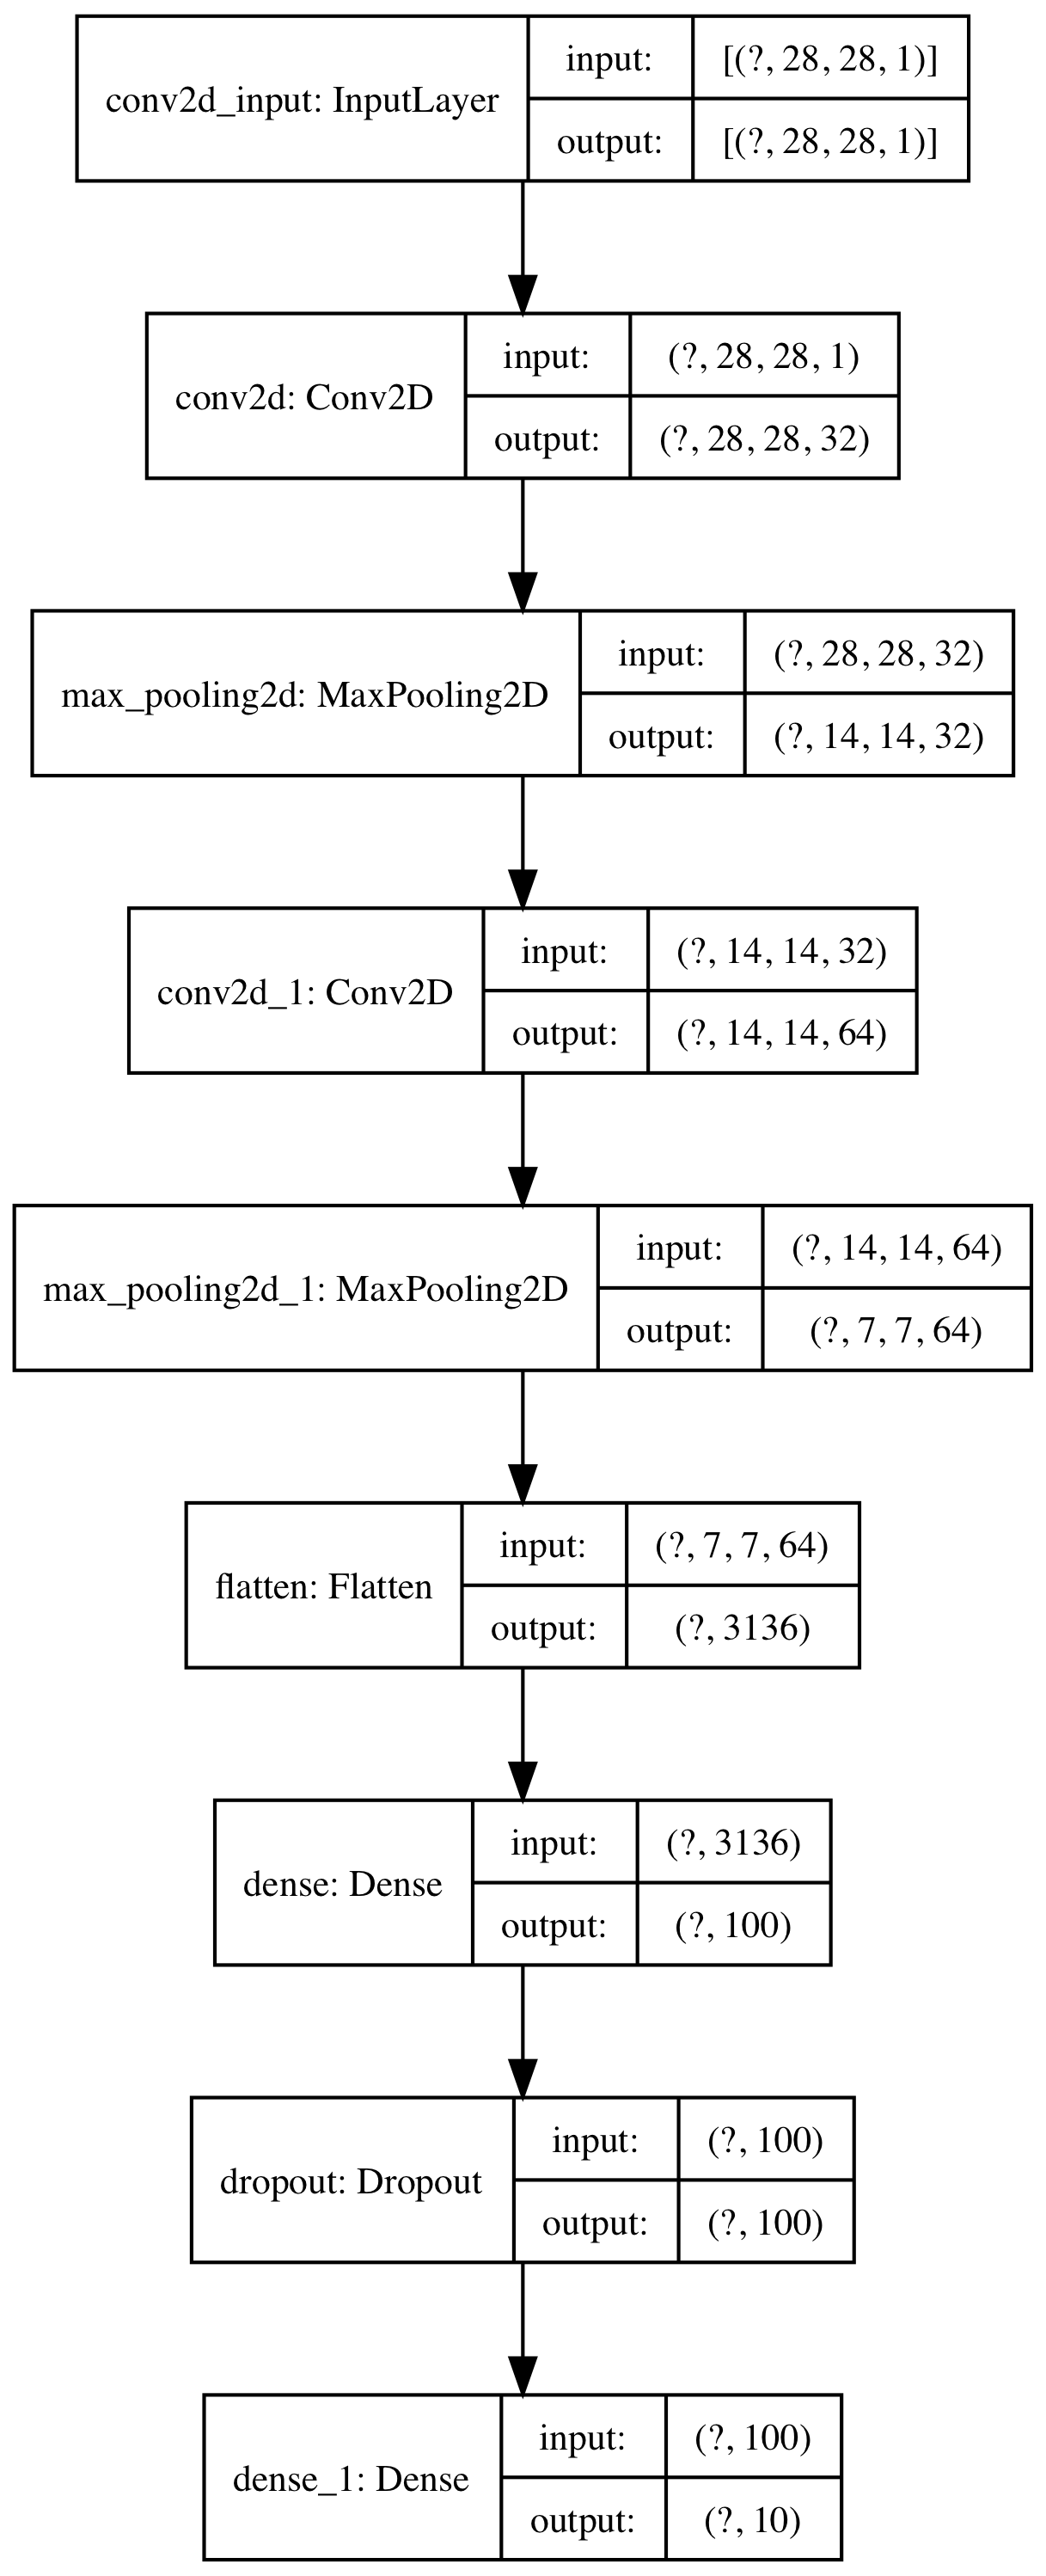 conv2d_input: InputLayer
input:
[(?, 28, 28, 1)]
output:
[(?, 28, 28, 1)]
conv2d: Conv2D
input:
(?, 28, 28, 1)
output:
(?, 28, 28, 32)
max_pooling2d: MaxPooling2D
input:
(?, 28, 28, 32)
output:
(?, 14, 14, 32)
conv2d_1: Conv2D
input:
(?, 14, 14, 32)
output:
(?, 14, 14, 64)
max_pooling2d_1: MaxPooling2D
input:
(?, 14, 14, 64)
output:
(?, 7, 7, 64)
flatten: Flatten
input:
(?, 7, 7, 64)
output:
(?, 3136)
dense: Dense
input:
(?, 3136)
output:
(?, 100)
dropout: Dropout
input:
(?, 100)
output:
(?, 100)
dense_1: Dense
input:
(?, 100)
output:
(?, 10)